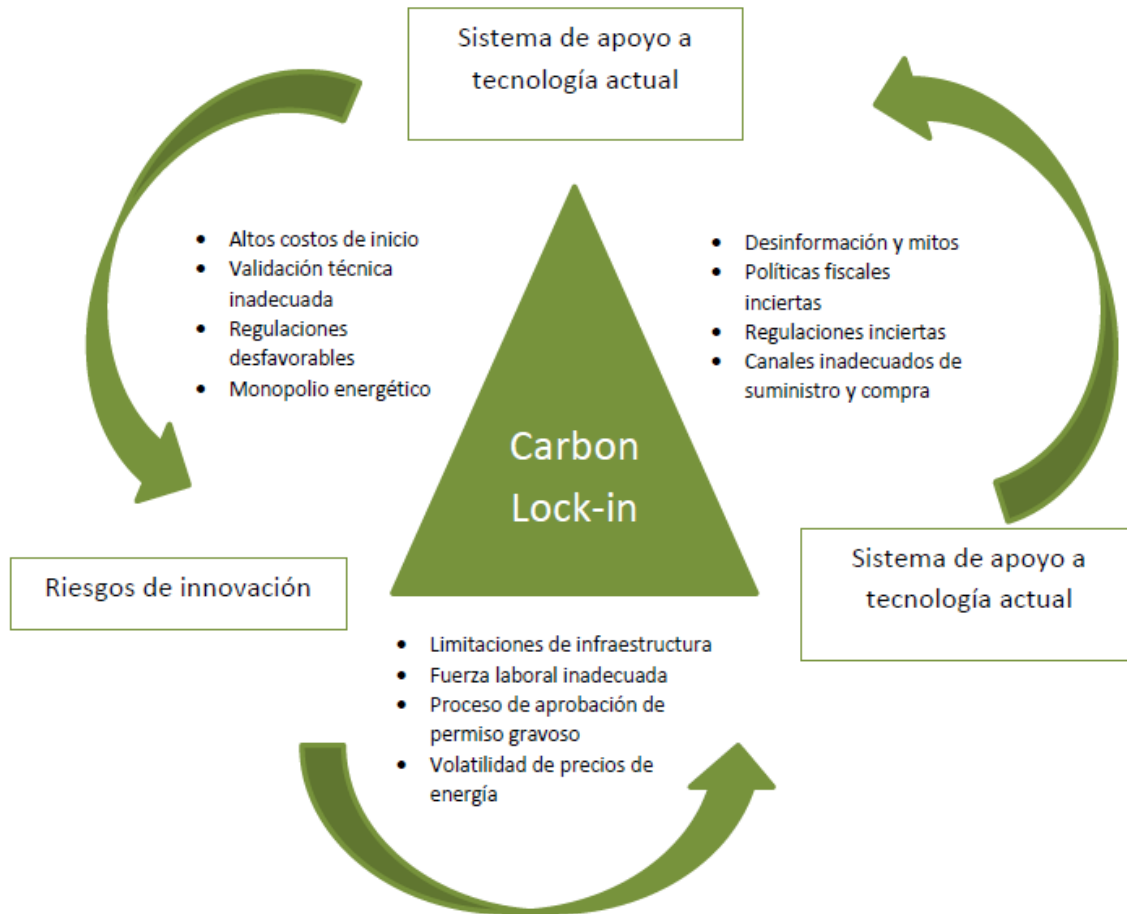 Sistema de apoyo a
tecnología actual
• Altos costos de inicio
• Validación técnica
inadecuada
• Regulaciones
desfavorables
• Monopolio energético
• Desinformación y mitos
• Políticas fiscales
inciertas
• Regulaciones inciertas
• Canales inadecuados de
suministro y compra
Carbon
Lock-in
Riesgos de innovación
Sistema de apoyo a
tecnología actual
• Limitaciones de infraestructura
• Fuerza laboral inadecuada
• Proceso de aprobación de
permiso gravoso
• Volatilidad de precios de
energía